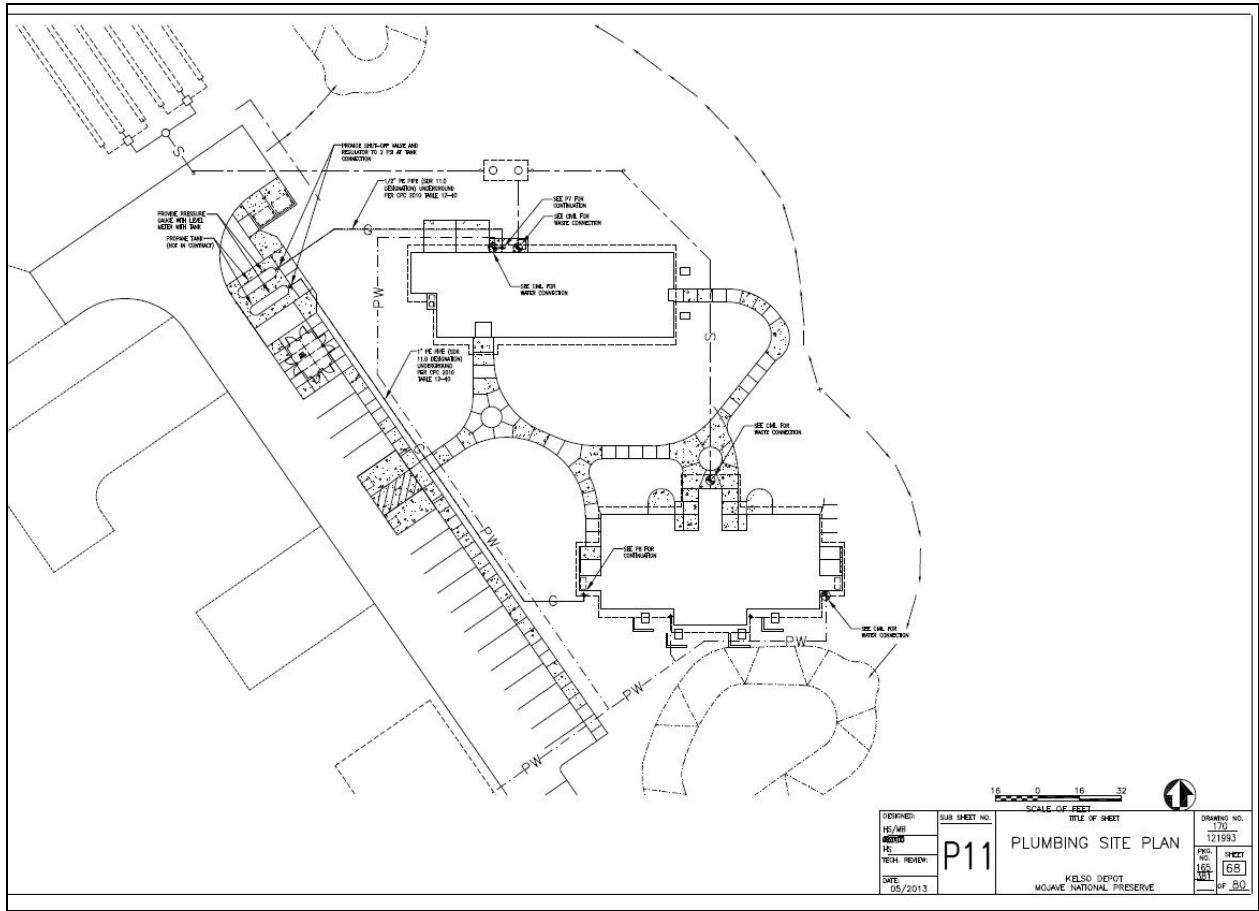 PROVIDE SHUT-OFF VALVE AND
REGULATOR TO 2 PSI AT TANK
CONNECTION
S
1/2" PE PIPE (SDR 11.0
DESIGNATION) UNDERGROUND
PER CPC 2010 TABLE 12-40
SEE P7 FOR
CONTINUATION
SEE CIVIL FOR
WASTE CONNECTION
PROVIDE PRESSURE
GAUGE WITH LEVEL
METER WITH TANK
PROPANE TANK
(NOT IN CONTRACT)
G
SEE CIVIL FOR
WATER CONNECTION
PW
S
1" PE PIPE (SDR
11.0 DESIGNATION)
UNDERGROUND
PER CPC 2010
TABLE 12-40
SEE CIVIL FOR
WASTE CONNECTION
G
PW
SEE P8 FOR
CONTINUATION
G
SEE CIVIL FOR
WATER CONNECTION
PW
PW
PW
16 0 16 32
SCALE OF FEET
DESIGNED:
HS/MB
HS
TECH. REVIEW:
DATE:
05/2013
SUB SHEET NO.
P11
TITLE OF SHEET
PLUMBING SITE PLAN
KELSO DEPOT
MOJAVE NATIONAL PRESERVE
DRAWING NO.
170
121993
PKG.
NO.
165
381
SHEET
68
OF 80